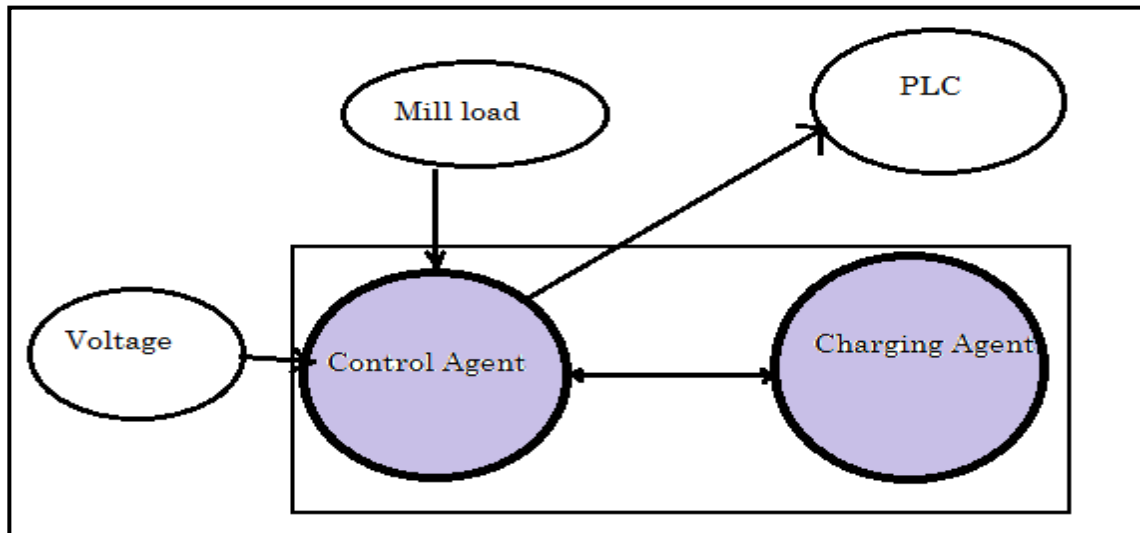 PLC
Mill load
Voltage
Control Agent
Charging Agent